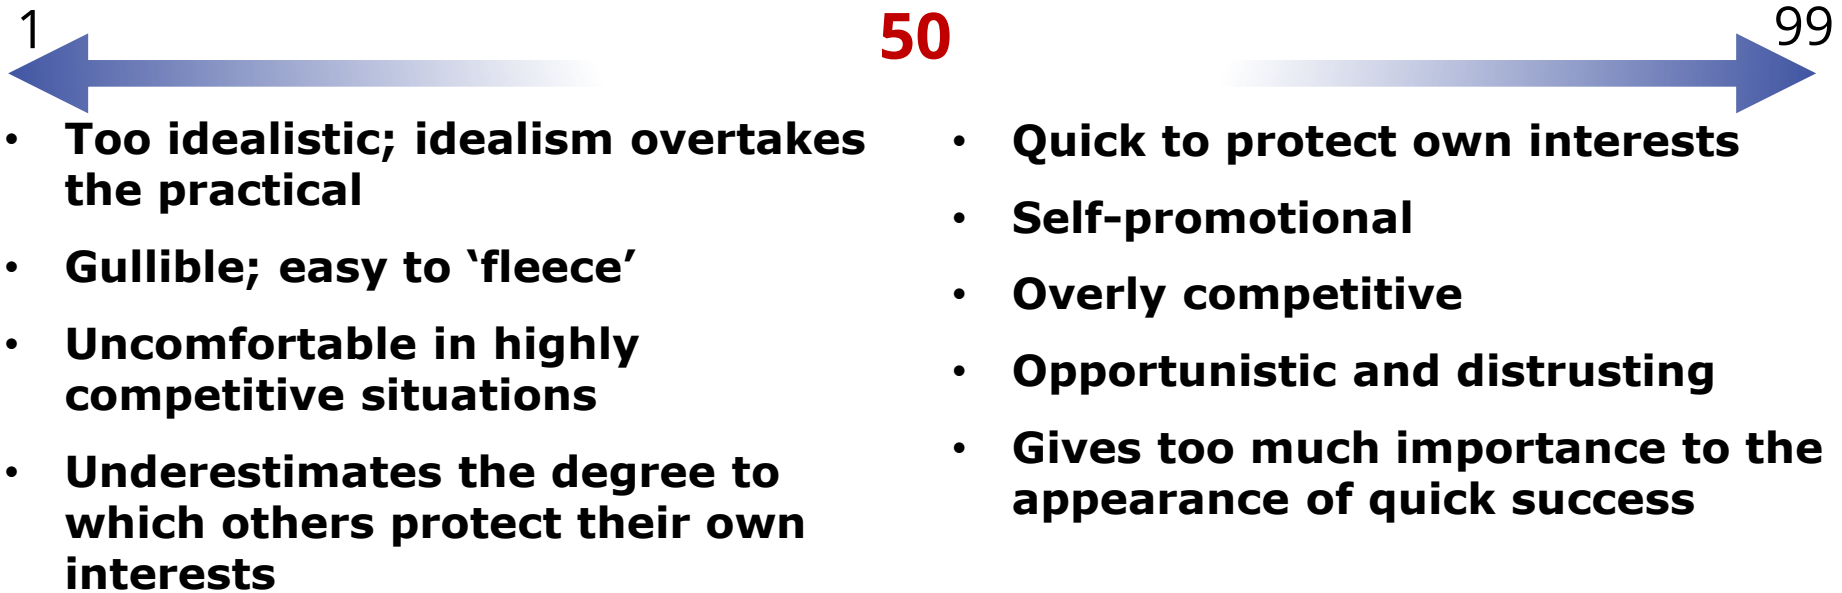 1
50
99
• Too idealistic; idealism overtakes
the practical
• Gullible; easy to ‘fleece’
• Uncomfortable in highly
competitive situations
• Underestimates the degree to
which others protect their own
interests
• Quick to protect own interests
• Self-promotional
• Overly competitive
• Opportunistic and distrusting
• Gives too much importance to the
appearance of quick success